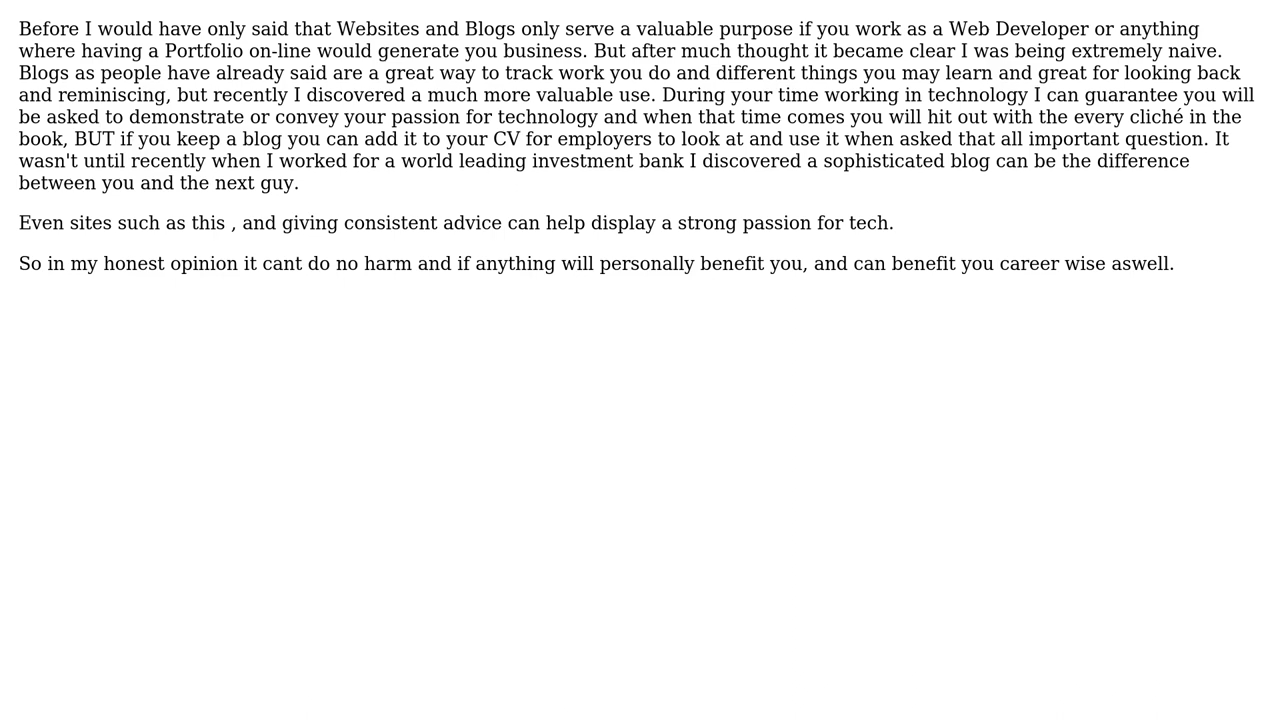 Before I would have only said that Websites and Blogs only serve a valuable purpose if you work as a Web Developer or anything
where having a Portfolio on-line would generate you business. But after much thought it became clear I was being extremely naive.
Blogs as people have already said are a great way to track work you do and different things you may learn and great for looking back
and reminiscing, but recently I discovered a much more valuable use. During your time working in technology I can guarantee you will
be asked to demonstrate or convey your passion for technology and when that time comes you will hit out with the every cliché in the
book, BUT if you keep a blog you can add it to your CV for employers to look at and use it when asked that all important question. It
wasn't until recently when I worked for a world leading investment bank I discovered a sophisticated blog can be the difference
between you and the next guy.
Even sites such as this , and giving consistent advice can help display a strong passion for tech.
So in my honest opinion it cant do no harm and if anything will personally benefit you, and can benefit you career wise aswell.